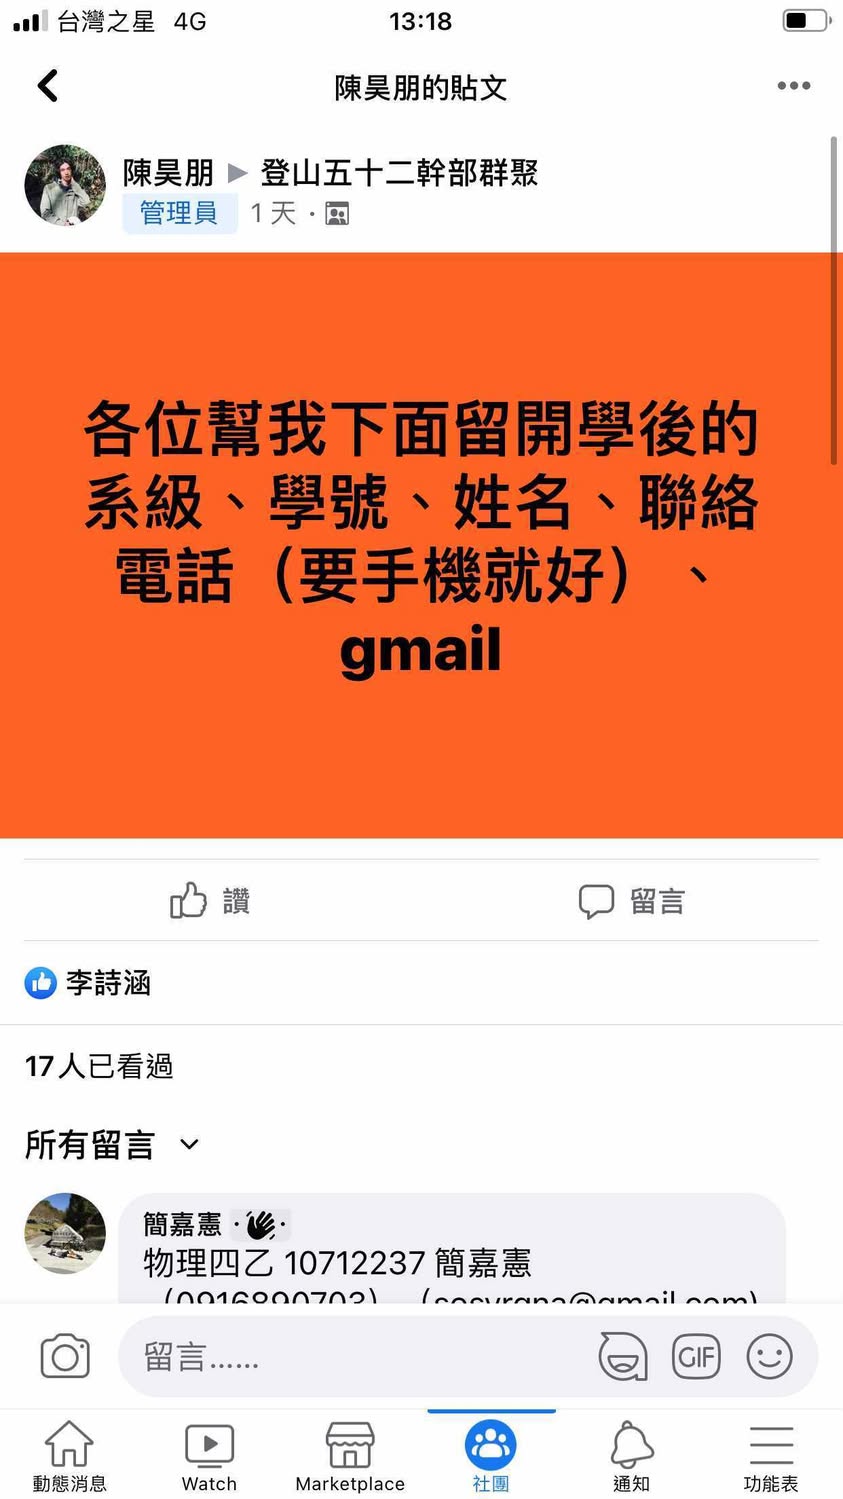 台灣之星 4G 13:18
陳昊朋的貼文
陳昊朋 ▶ 登山五十二幹部群聚
管理員 1 天 ·
各位幫我下面留開學後的
系級、學號、姓名、聯絡
電話（要手機就好）、
gmail
讚 留言
李詩涵
17人已看過
所有留言
簡嘉憲
物理四乙 10712237 簡嘉憲
留言......
GIF
動態消息 Watch Marketplace 社團 通知 功能表